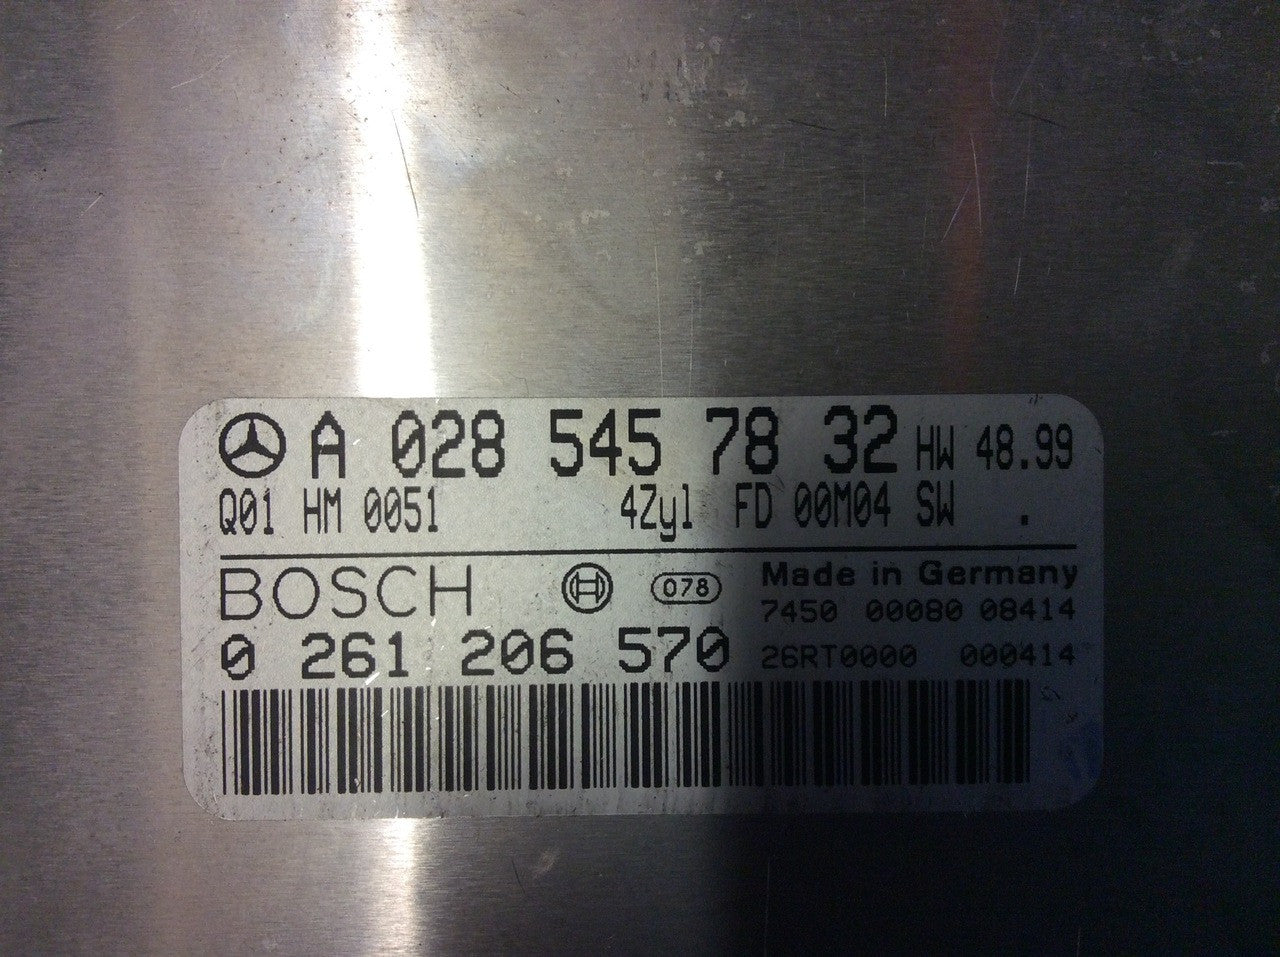 A 028 545 78 32 HW 48.99
Q01 HM 0051 4Zyl FD 00M04 SW .
BOSCH H 078 Made in Germany
7450 00080 08414
0 261 206 570 26RT0000 000414